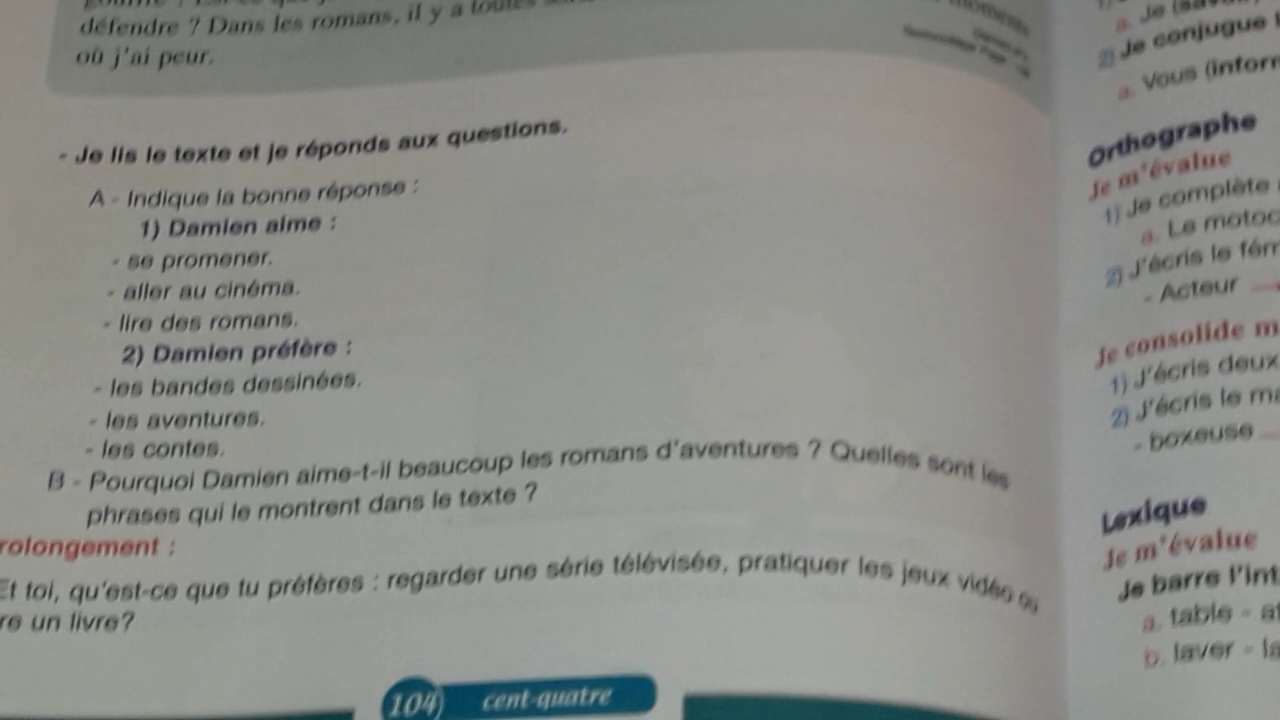 défendre ? Dans les romans, il y a toutes
où j'ai peur.
- Je lis le texte et je réponds aux questions.
A - Indique la bonne réponse :
1) Damien aime :
- se promener.
- aller au cinéma.
- lire des romans.
2) Damien préfère :
- les bandes dessinées.
- les aventures.
- les contes.
B - Pourquoi Damien aime-t-il beaucoup les romans d'aventures ? Quelles sont les
phrases qui le montrent dans le texte ?
rolongement :
Et toi, qu'est-ce que tu préfères : regarder une série télévisée, pratiquer les jeux vidéo ou
re un livre?
104 cent-quatre
a. Je
2) Je conjugue
a. Vous (inform
Orthographe
Je m'évalue
1) Je complète
a. Le motoc
2) J'écris le fém
- Acteur
Je consolide m
1) J'écris deux
2) J'écris le ma
- boxeuse
Lexique
Je m'évalue
Je barre l'int
a. table - a
b. laver - la